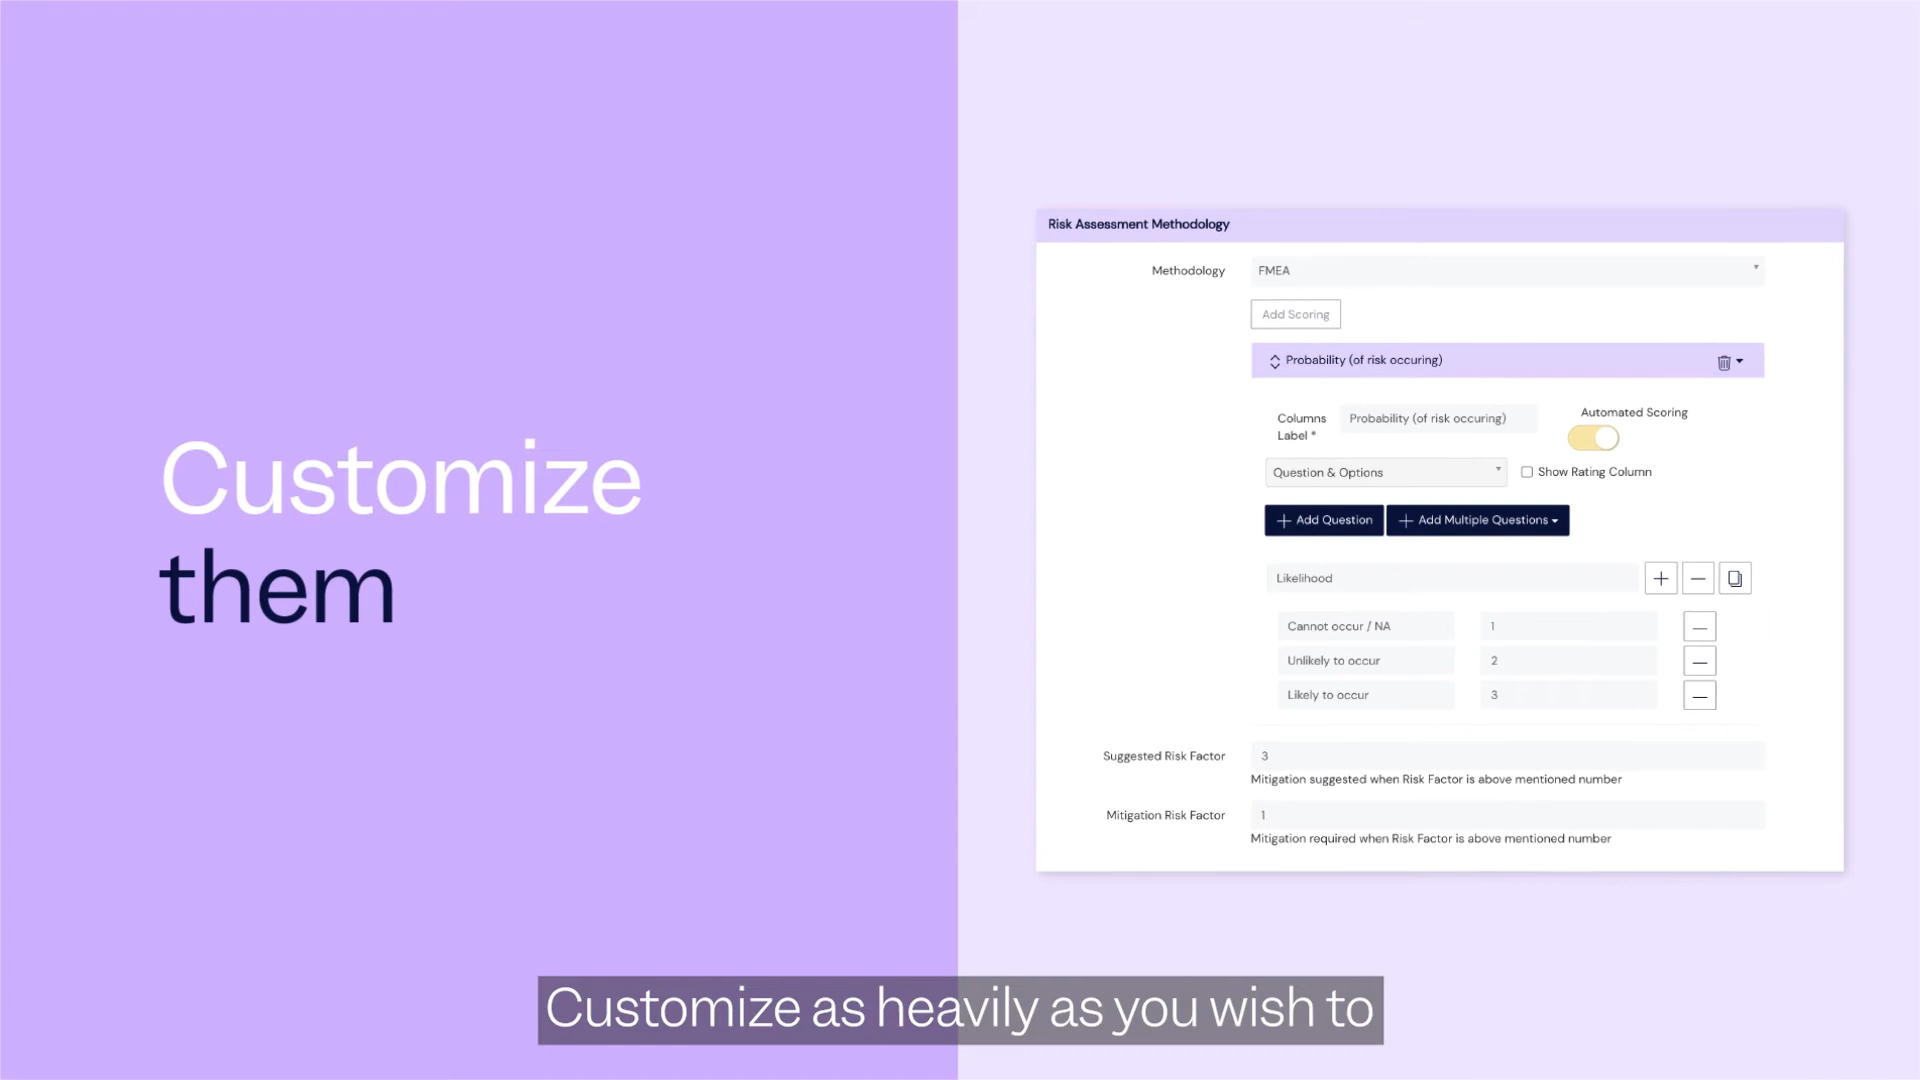 Customize
them
Risk Assessment Methodology
Methodology
FMEA
Add Scoring
Probability (of risk occuring)
Columns
Label *
Probability (of risk occuring)
Automated Scoring
Question & Options
Show Rating Column
Add Question
Add Multiple Questions
Likelihood
Cannot occur / NA
1
Unlikely to occur
2
Likely to occur
3
Suggested Risk Factor
3
Mitigation suggested when Risk Factor is above mentioned number
Mitigation Risk Factor
1
Mitigation required when Risk Factor is above mentioned number
Customize as heavily as you wish to